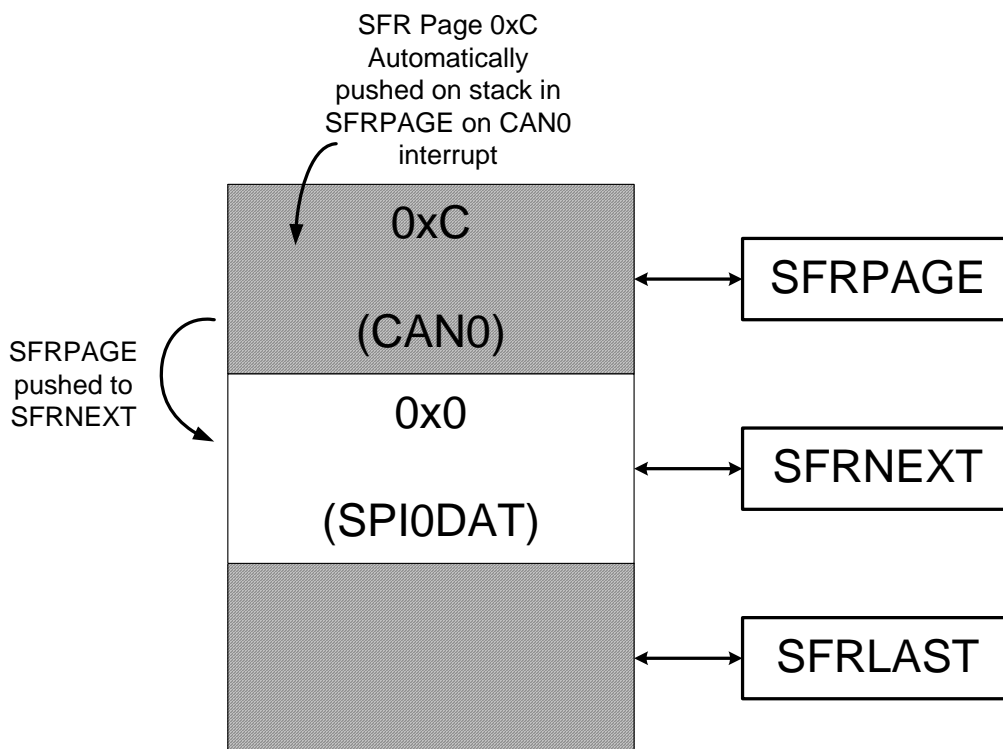 SFR Page 0xC
Automatically
pushed on stack in
SFRPAGE on CAN0
interrupt
0xC
(CAN0)
SFRPAGE
SFRPAGE
pushed to
SFRNEXT
0x0
(SPI0DAT)
SFRNEXT
SFRLAST